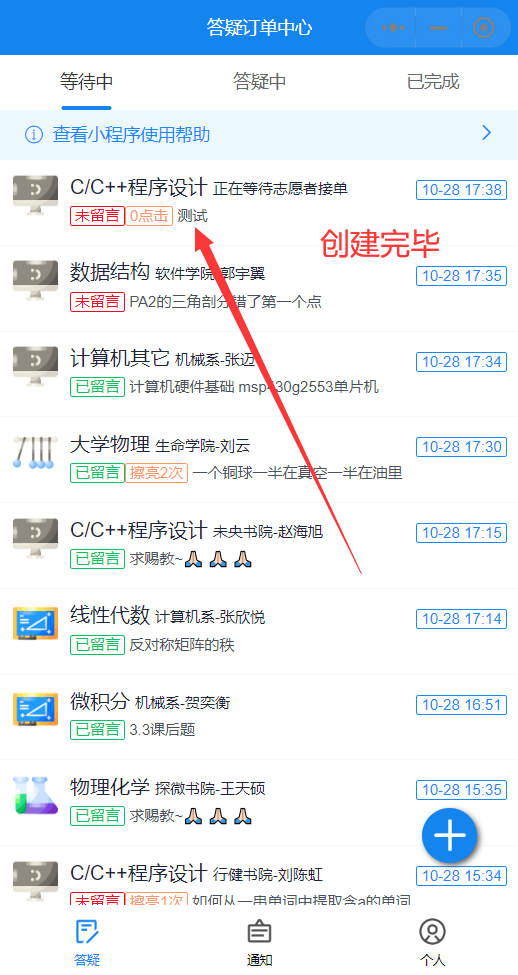 答疑订单中心
等待中 答疑中 已完成
查看小程序使用帮助
C/C++程序设计 正在等待志愿者接单 10-28 17:38
未留言 0点击 测试
创建完毕
数据结构 软件学院-郭宇翼 10-28 17:35
未留言 PA2的三角剖分错了第一个点
计算机其它 机械系-张迈 10-28 17:34
已留言 计算机硬件基础 msp430g2553单片机
大学物理 生命学院-刘云 10-28 17:30
已留言 擦亮2次 一个铜球一半在真空一半在油里
C/C++程序设计 未央书院-赵海旭 10-28 17:15
已留言 求赐教~🙏🏻 🙏🏻 🙏🏻
线性代数 计算机系-张欣悦 10-28 17:14
已留言 反对称矩阵的秩
微积分 机械系-贺奕衡 10-28 16:51
已留言 3.3课后题
物理化学 探微书院-王天硕 10-28 15:35
已留言 求赐教~🙏🏻 🙏🏻 🙏🏻
C/C++程序设计 行健书院-刘陈虹 10-28 15:34
未留言 擦亮1次 如何从一串单词中提取含a的单词
答疑 通知 个人